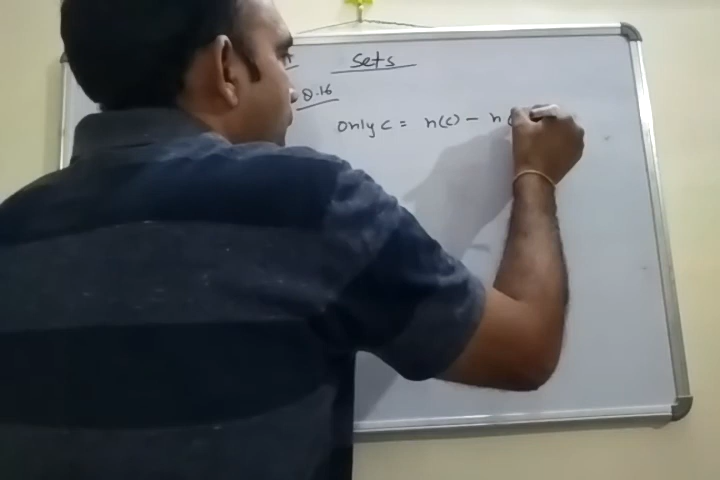 Sets
Q.16
Only C = n(C) - n(